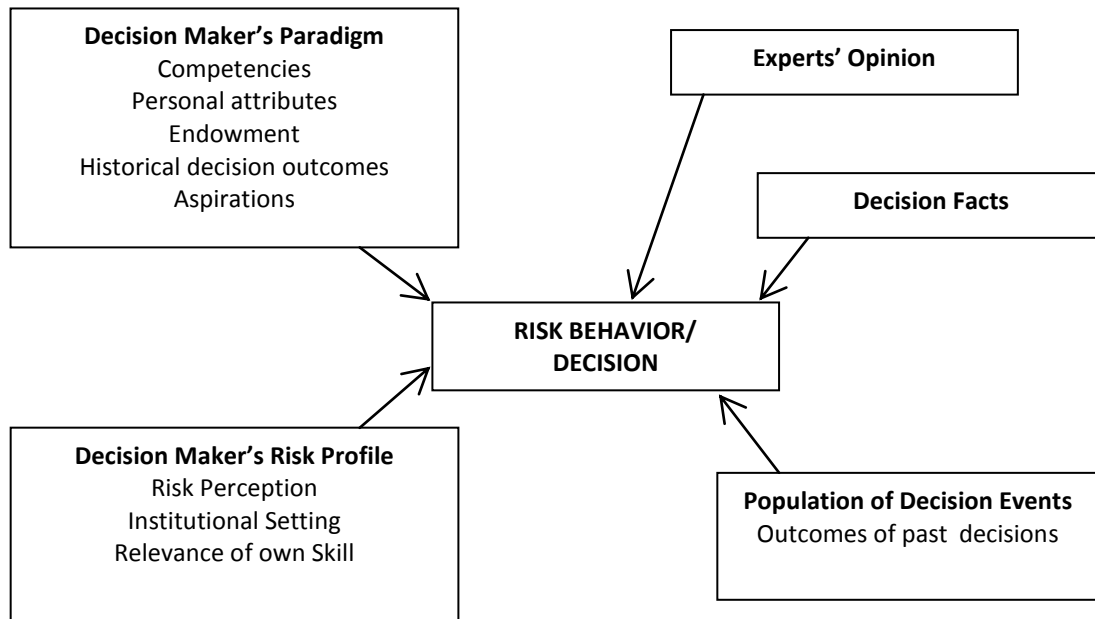 Decision Maker’s Paradigm
Competencies
Personal attributes
Endowment
Historical decision outcomes
Aspirations
Experts’ Opinion
Decision Facts
RISK BEHAVIOR/
DECISION
Decision Maker’s Risk Profile
Risk Perception
Institutional Setting
Relevance of own Skill
Population of Decision Events
Outcomes of past decisions